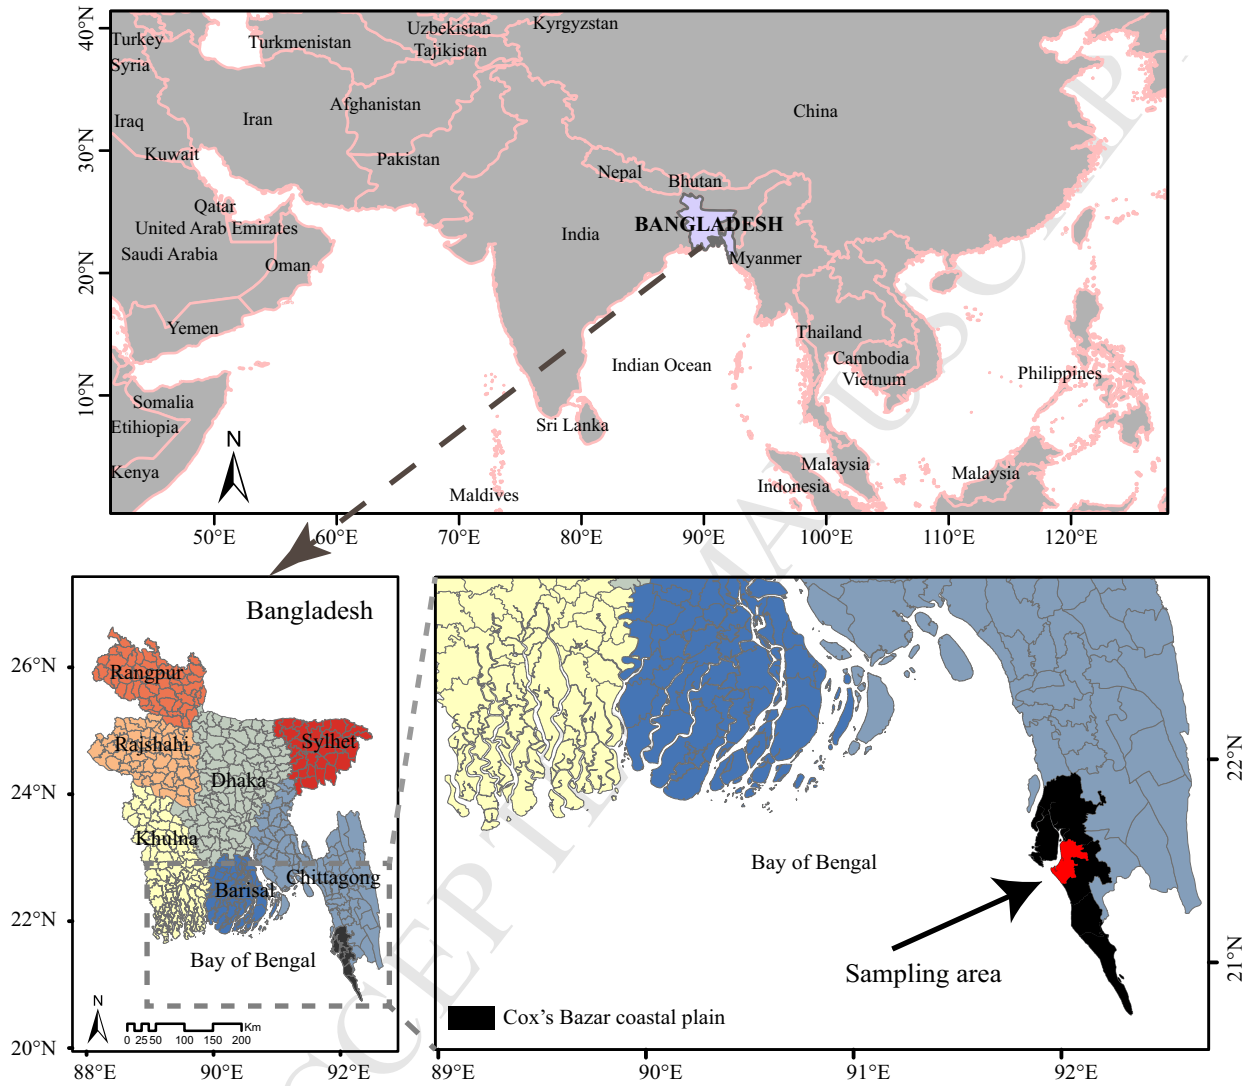 40°N
30°N
20°N
10°N
Turkey
Syria
Iraq
Kuwait
Iran
Turkmenistan
Uzbekistan
Tajikistan
Kyrgyzstan
Afghanistan
Pakistan
China
Nepal
Bhutan
BANGLADESH
India
Myanmer
Qatar
United Arab Emirates
Saudi Arabia
Oman
Yemen
Thailand
Cambodia
Vietnum
Philippines
Indian Ocean
Somalia
Etihiopia
Kenya
Sri Lanka
Maldives
Malaysia
Indonesia
Malaysia
N
50°E
60°E
70°E
80°E
90°E
100°E
110°E
120°E
Bangladesh
26°N
24°N
22°N
20°N
Rangpur
Rajshahi
Sylhet
Dhaka
Khulna
Barisal
Chittagong
Bay of Bengal
N
0 25 50 100 150 200
Km
88°E
90°E
92°E
Bay of Bengal
Sampling area
Cox's Bazar coastal plain
22°N
21°N
89°E
90°E
91°E
92°E